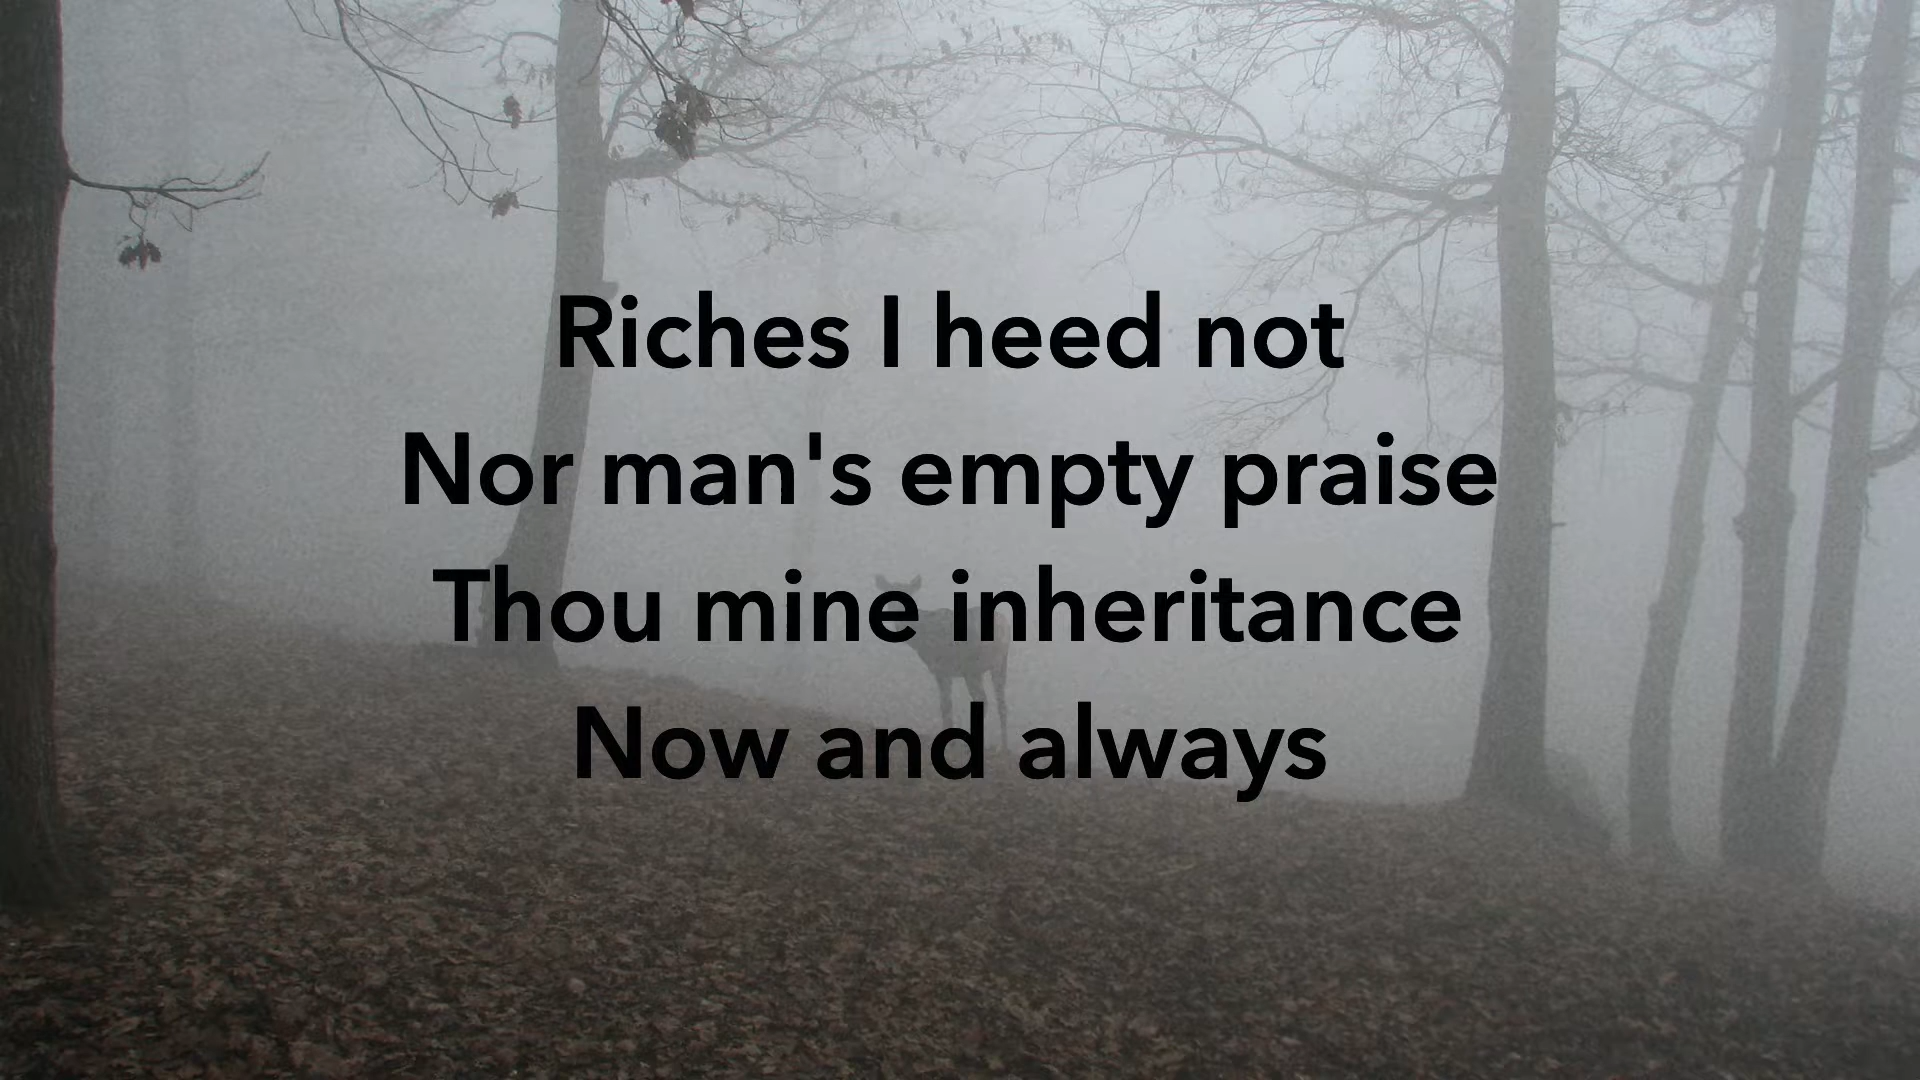 Riches I heed not
Nor man's empty praise
Thou mine inheritance
Now and always